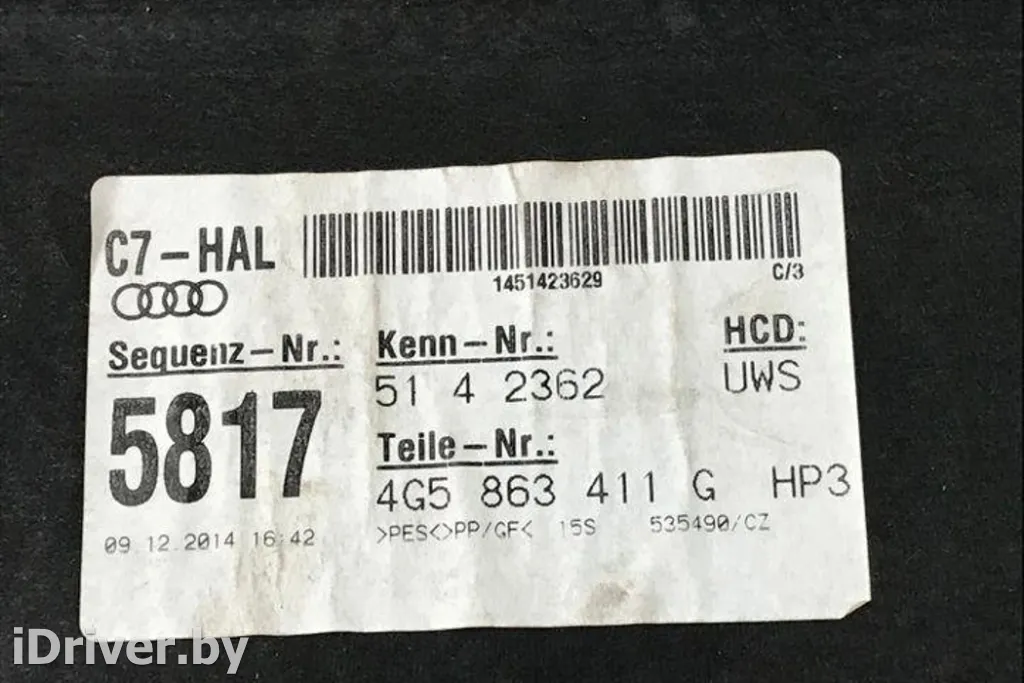 C7-HAL
1451423629
C/3
Sequenz-Nr.:
Kenn-Nr.:
HCD:
5817
51 4 2362
UWS
Teile-Nr.:
4G5 863 411 G HP3
09.12.2014 16:42
>PES<>PP/GF< 15S 535490/CZ
iDriver.by